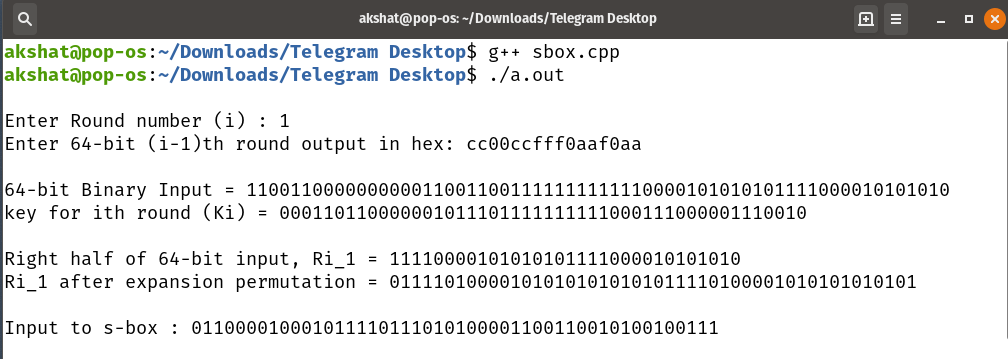 akshat@pop-os: ~/Downloads/Telegram Desktop
akshat@pop-os:~/Downloads/Telegram Desktop$ g++ sbox.cpp
akshat@pop-os:~/Downloads/Telegram Desktop$ ./a.out
Enter Round number (i) : 1
Enter 64-bit (i-1)th round output in hex: cc00ccfff0aaf0aa
64-bit Binary Input = 1100110000000000110011001111111111110000101010101111000010101010
key for ith round (Ki) = 000110110000001011101111111111000111000001110010
Right half of 64-bit input, Ri_1 = 11110000101010101111000010101010
Ri_1 after expansion permutation = 011110100001010101010101011110100001010101010101
Input to s-box : 011000010001011110111010100001100110010100100111